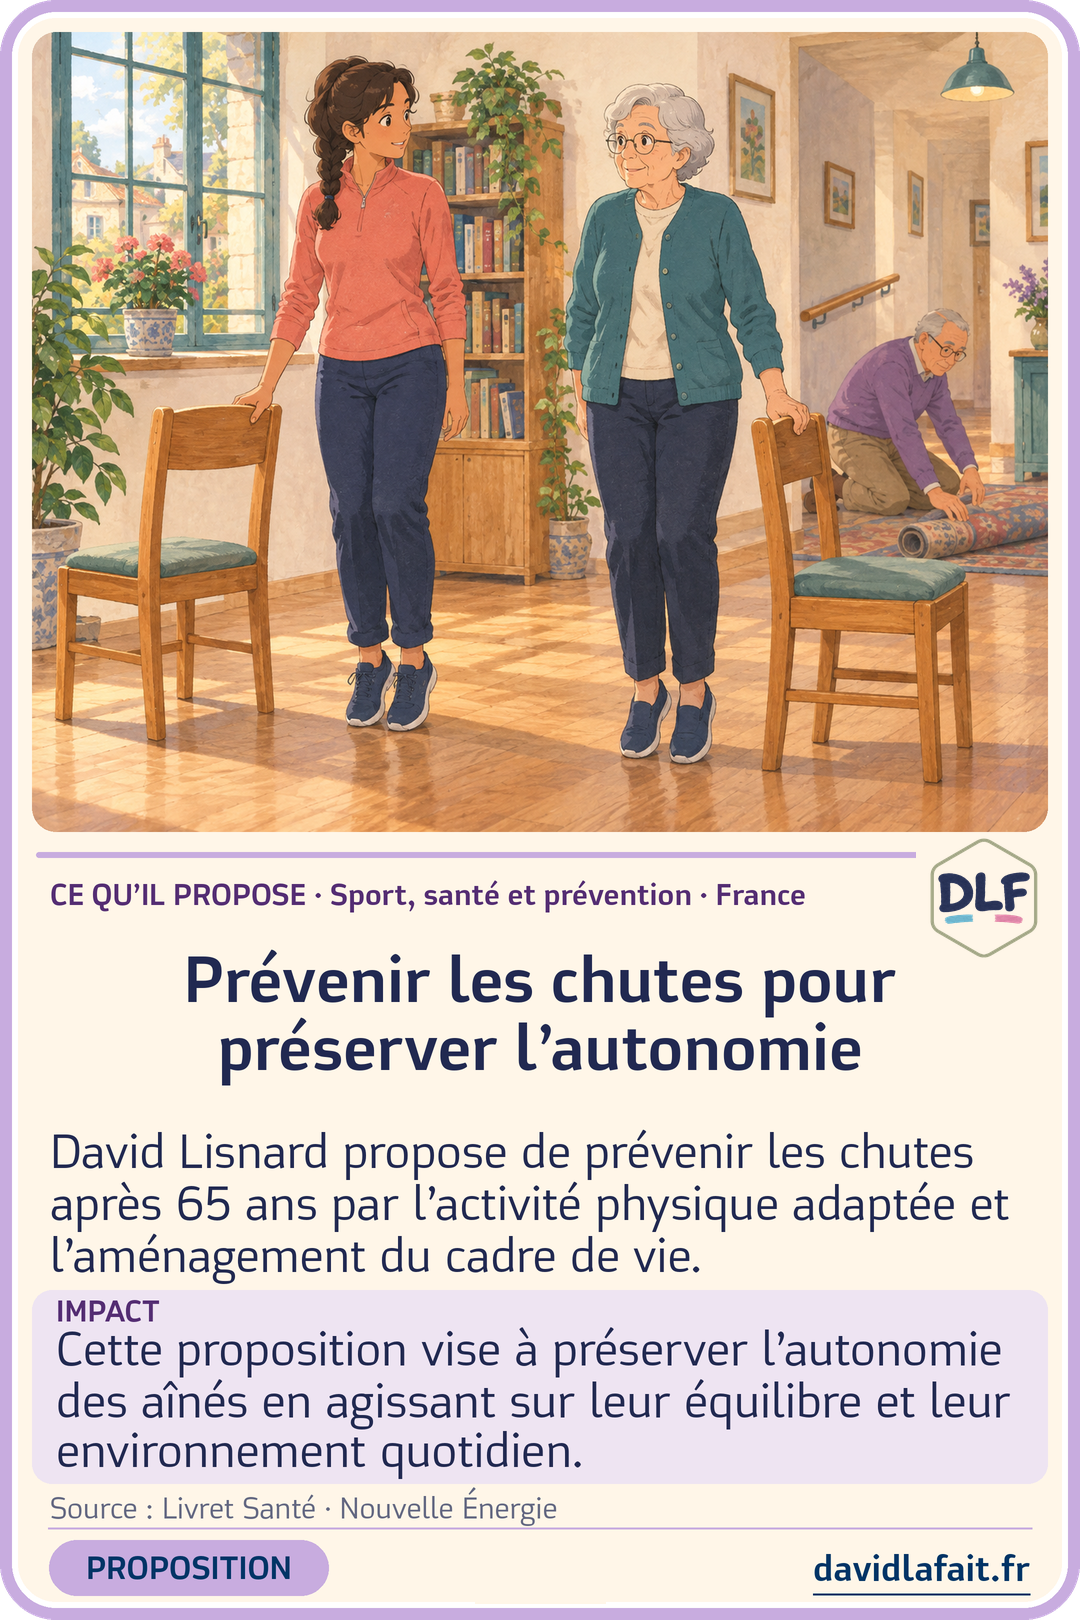 CE QU’IL PROPOSE · Sport, santé et prévention · France
DLF
Prévenir les chutes pour
préserver l’autonomie
David Lisnard propose de prévenir les chutes
après 65 ans par l’activité physique adaptée et
l’aménagement du cadre de vie.
IMPACT
Cette proposition vise à préserver l’autonomie
des aînés en agissant sur leur équilibre et leur
environnement quotidien.
Source : Livret Santé · Nouvelle Énergie
PROPOSITION
davidlafait.fr